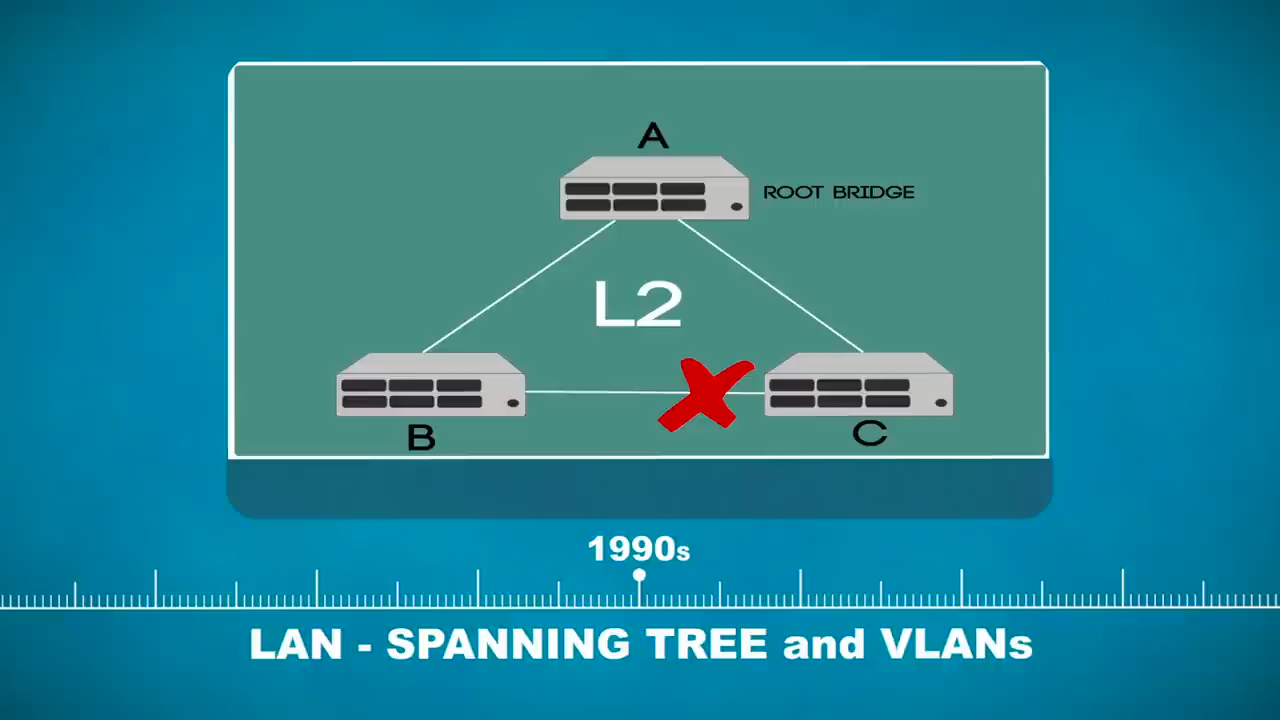 A
ROOT BRIDGE
L2
B
C
1990s
LAN - SPANNING TREE and VLANs